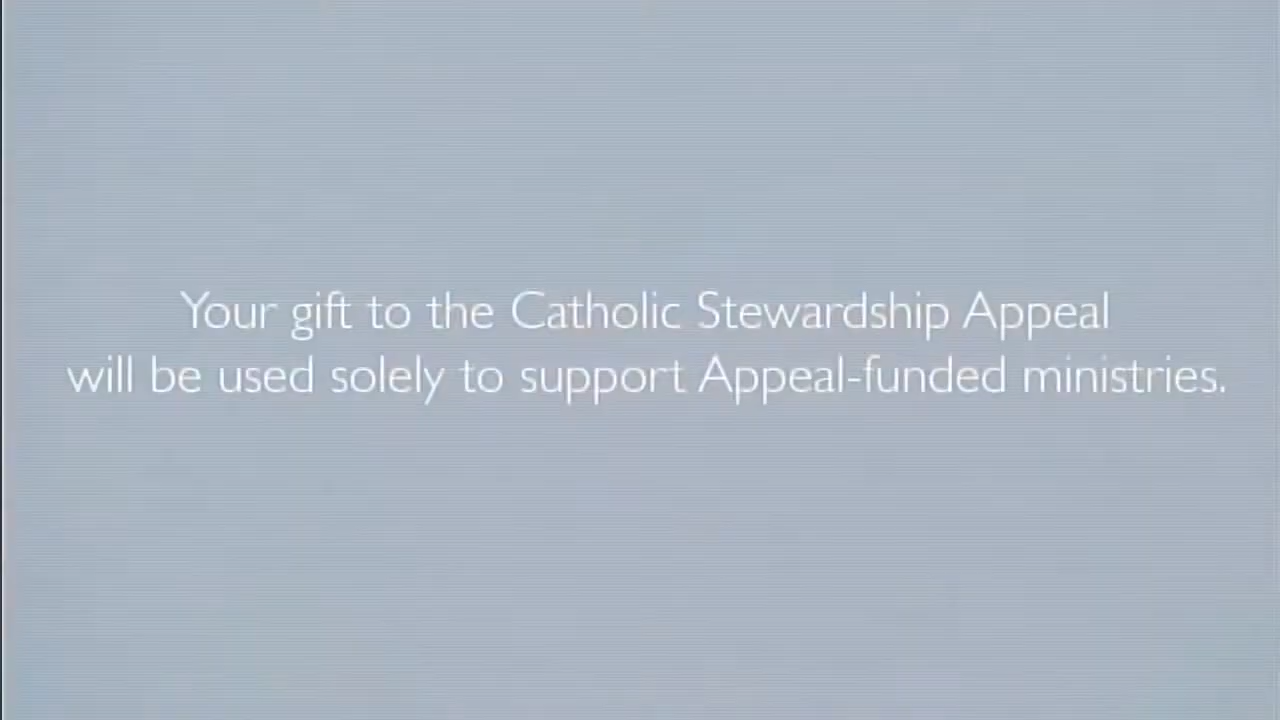 Your gift to the Catholic Stewardship Appeal
will be used solely to support Appeal-funded ministries.